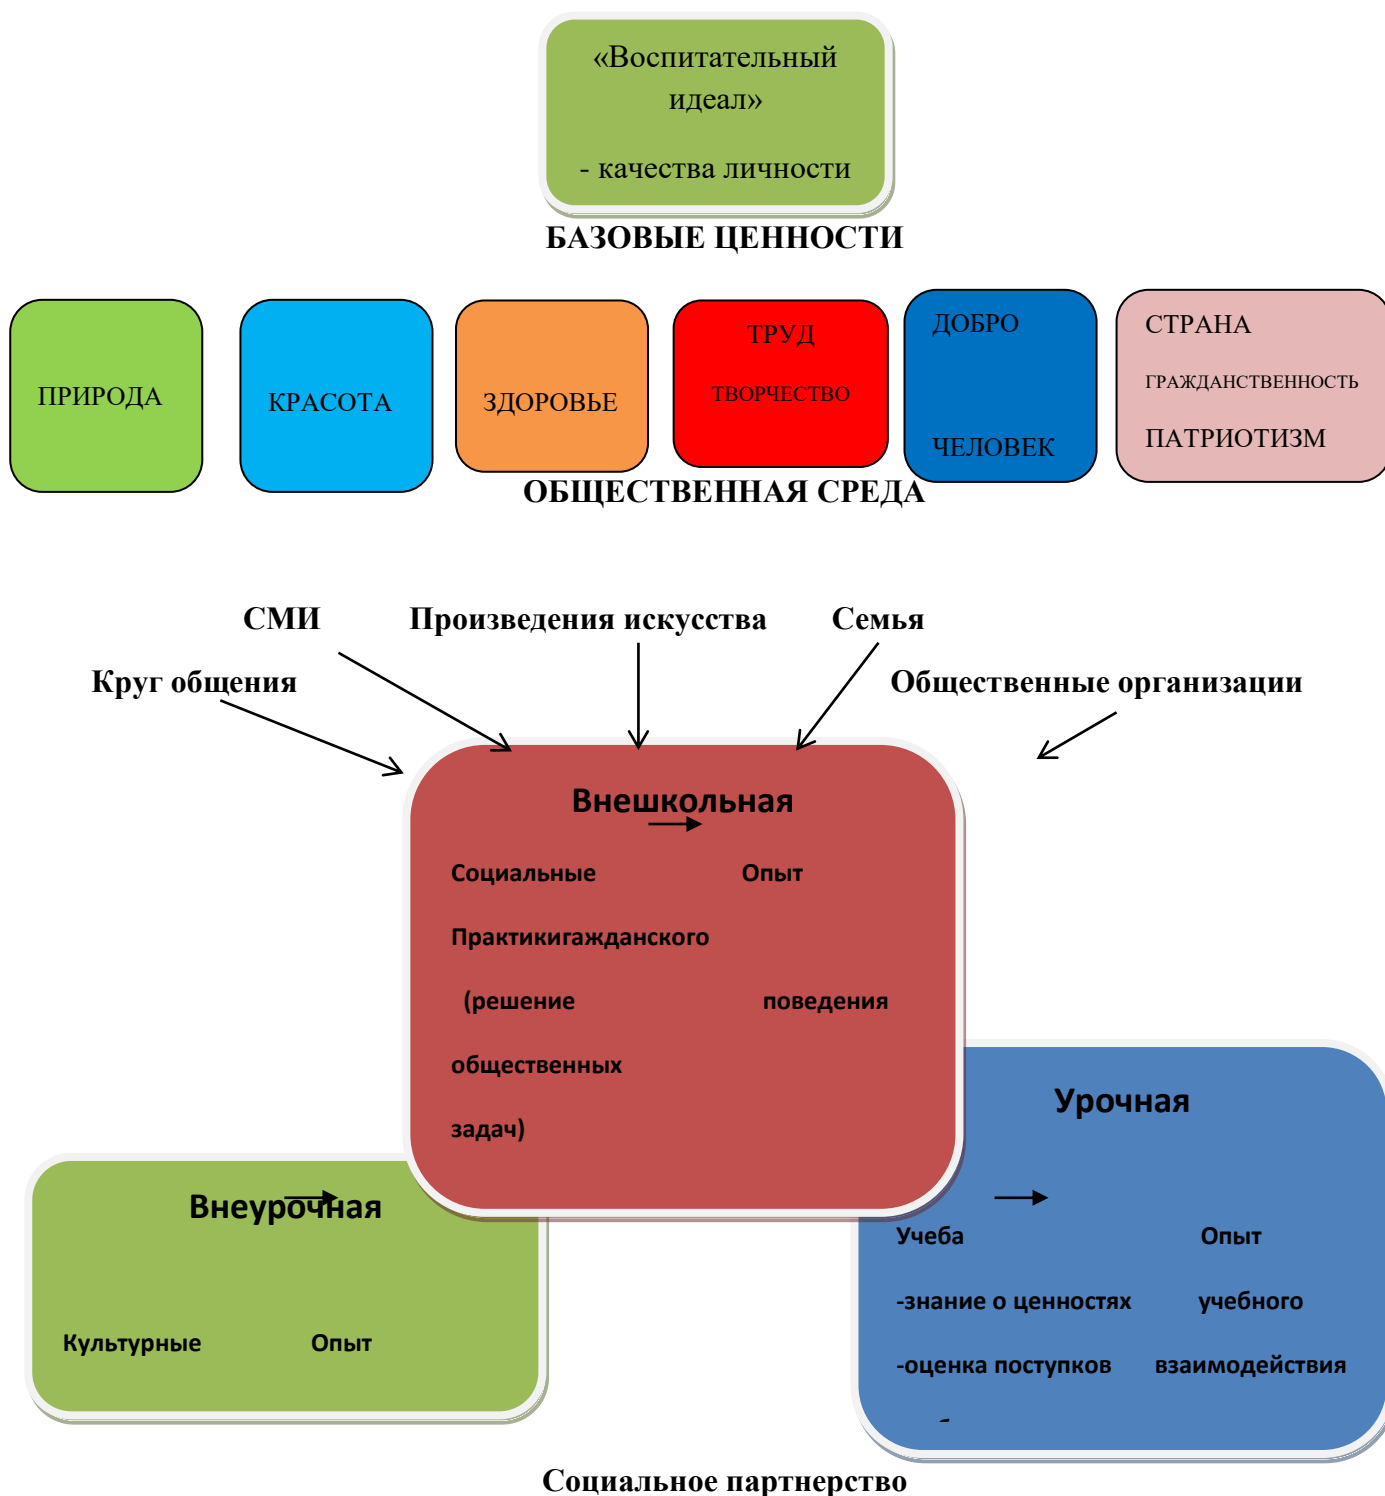 «Воспитательный
идеал»
- качества личности
БАЗОВЫЕ ЦЕННОСТИ
ПРИРОДА
КРАСОТА
ЗДОРОВЬЕ
ТРУД
ТВОРЧЕСТВО
ДОБРО
ЧЕЛОВЕК
СТРАНА
ГРАЖДАНСТВЕННОСТЬ
ПАТРИОТИЗМ
ОБЩЕСТВЕННАЯ СРЕДА
СМИ Произведения искусства Семья
Круг общения Общественные организации
Внешкольная
Социальные Опыт
Практикигажданского
(решение поведения
общественных
задач)
Внеурочная
Культурные Опыт
Урочная
Учеба Опыт
-знание о ценностях учебного
-оценка поступков взаимодействия
Социальное партнерство